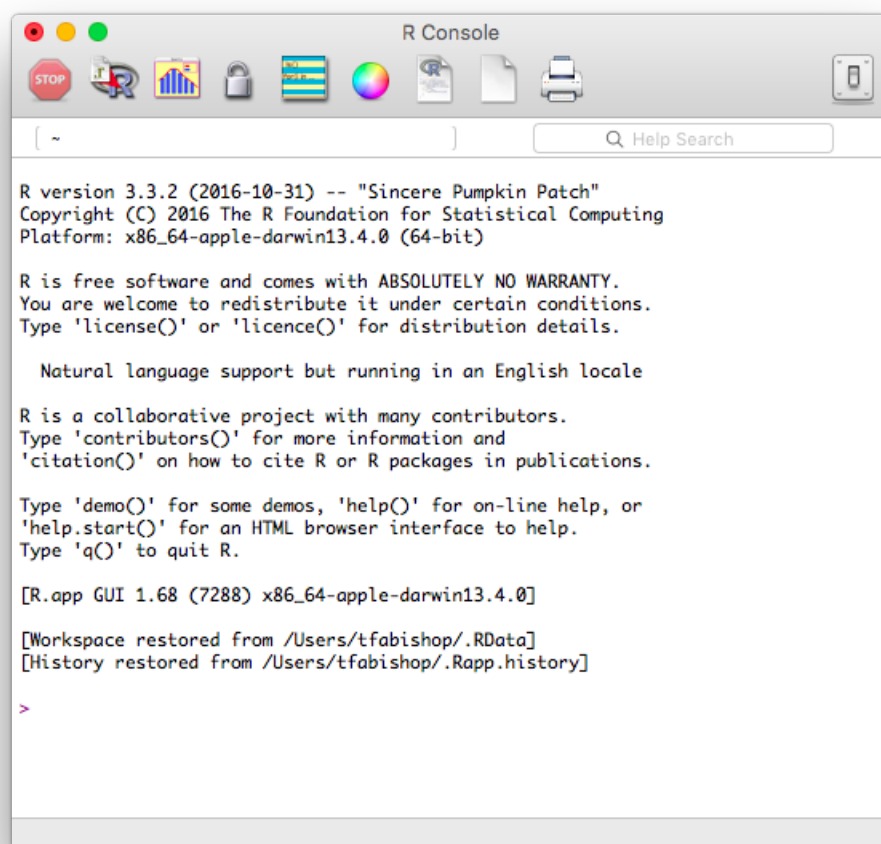 R Console
STOP
~
Help Search
R version 3.3.2 (2016-10-31) -- "Sincere Pumpkin Patch"
Copyright (C) 2016 The R Foundation for Statistical Computing
Platform: x86_64-apple-darwin13.4.0 (64-bit)
R is free software and comes with ABSOLUTELY NO WARRANTY.
You are welcome to redistribute it under certain conditions.
Type 'license()' or 'licence()' for distribution details.
Natural language support but running in an English locale
R is a collaborative project with many contributors.
Type 'contributors()' for more information and
'citation()' on how to cite R or R packages in publications.
Type 'demo()' for some demos, 'help()' for on-line help, or
'help.start()' for an HTML browser interface to help.
Type 'q()' to quit R.
[R.app GUI 1.68 (7288) x86_64-apple-darwin13.4.0]
[Workspace restored from /Users/tfabishop/.RData]
[History restored from /Users/tfabishop/.Rapp.history]
>